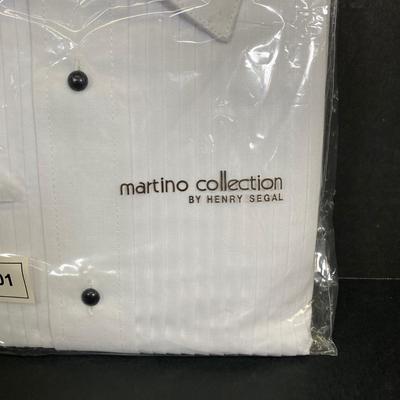 martino collection
BY HENRY SEGAL
01